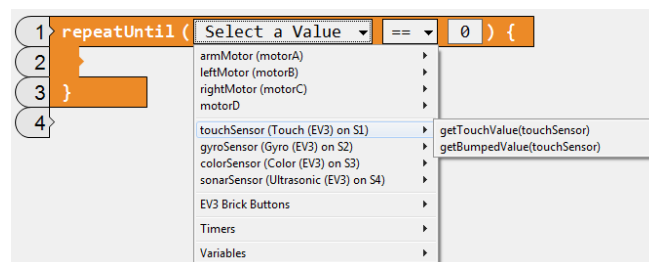 1 repeatUntil ( Select a Value == 0 ) {
armMotor (motorA)
2 leftMotor (motorB)
rightMotor (motorC)
3 }
motorD
4
touchSensor (Touch (EV3) on S1) getTouchValue(touchSensor)
gyroSensor (Gyro (EV3) on S2) getBumpedValue(touchSensor)
colorSensor (Color (EV3) on S3)
sonarSensor (Ultrasonic (EV3) on S4)
EV3 Brick Buttons
Timers
Variables